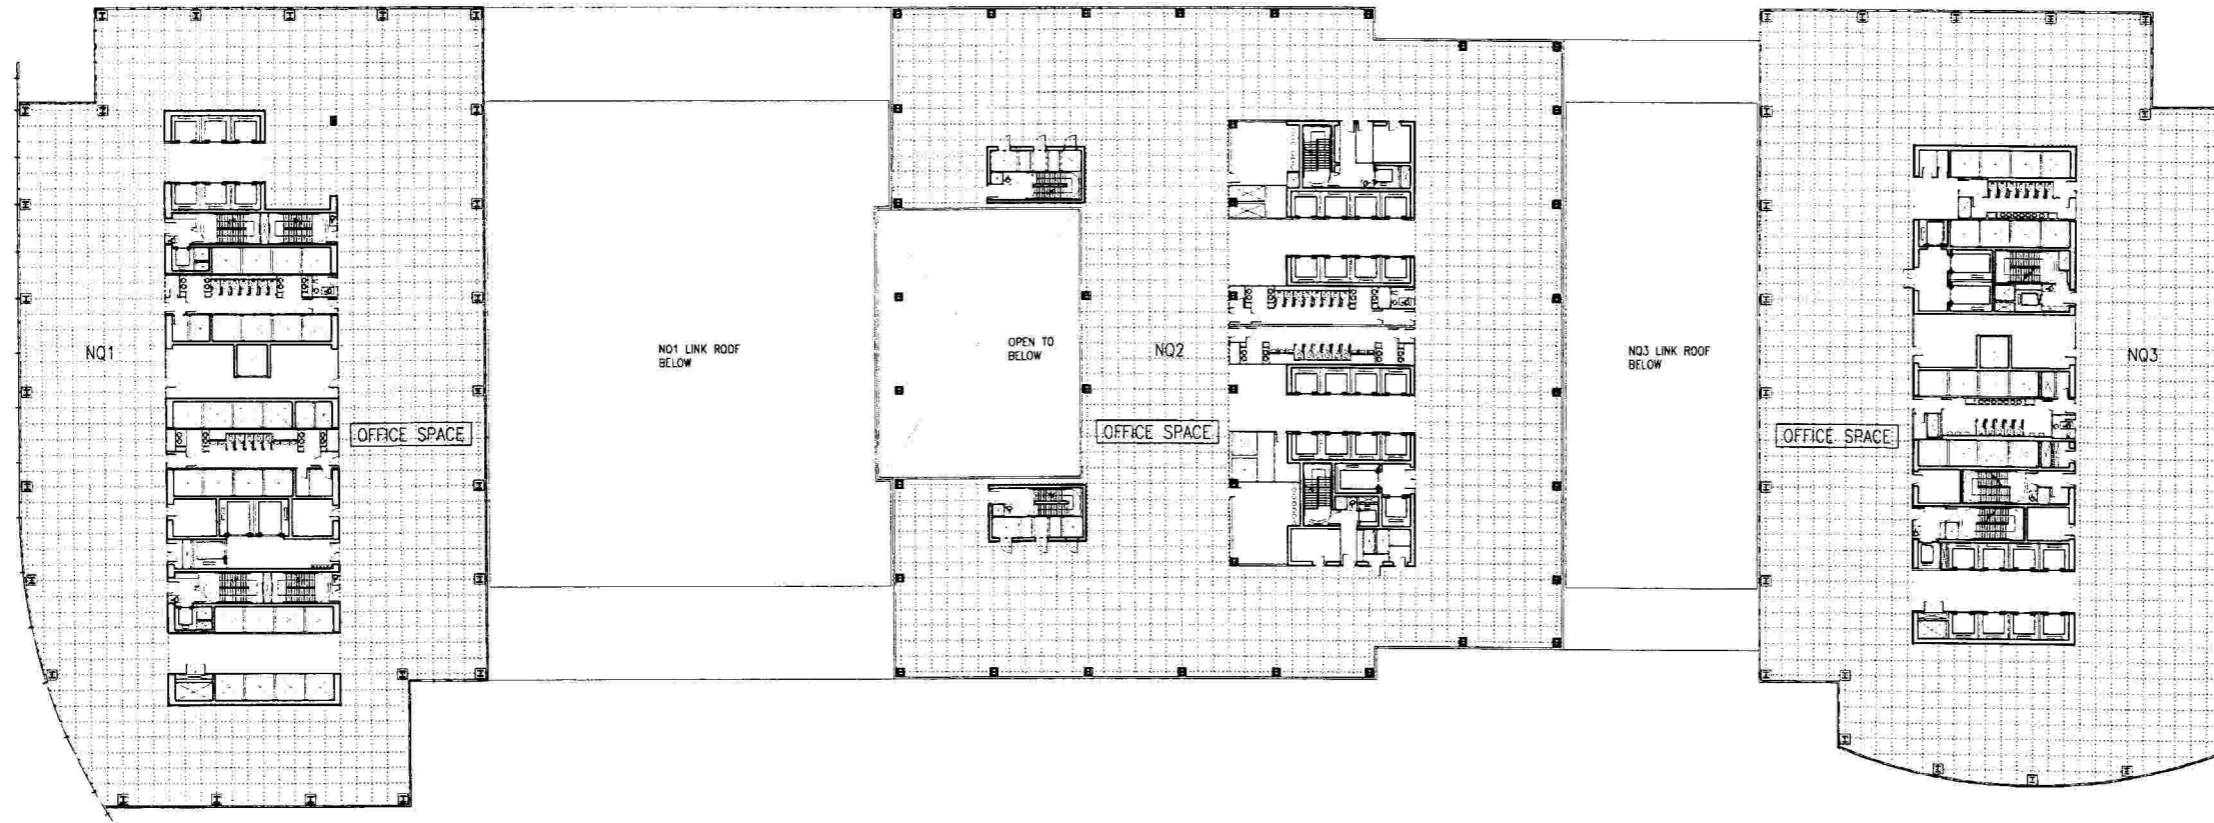 NQ1
OFFICE SPACE
NQ1 LINK ROOF
BELOW
OPEN TO
BELOW
NQ2
OFFICE SPACE
NQ3 LINK ROOF
BELOW
OFFICE SPACE
NQ3